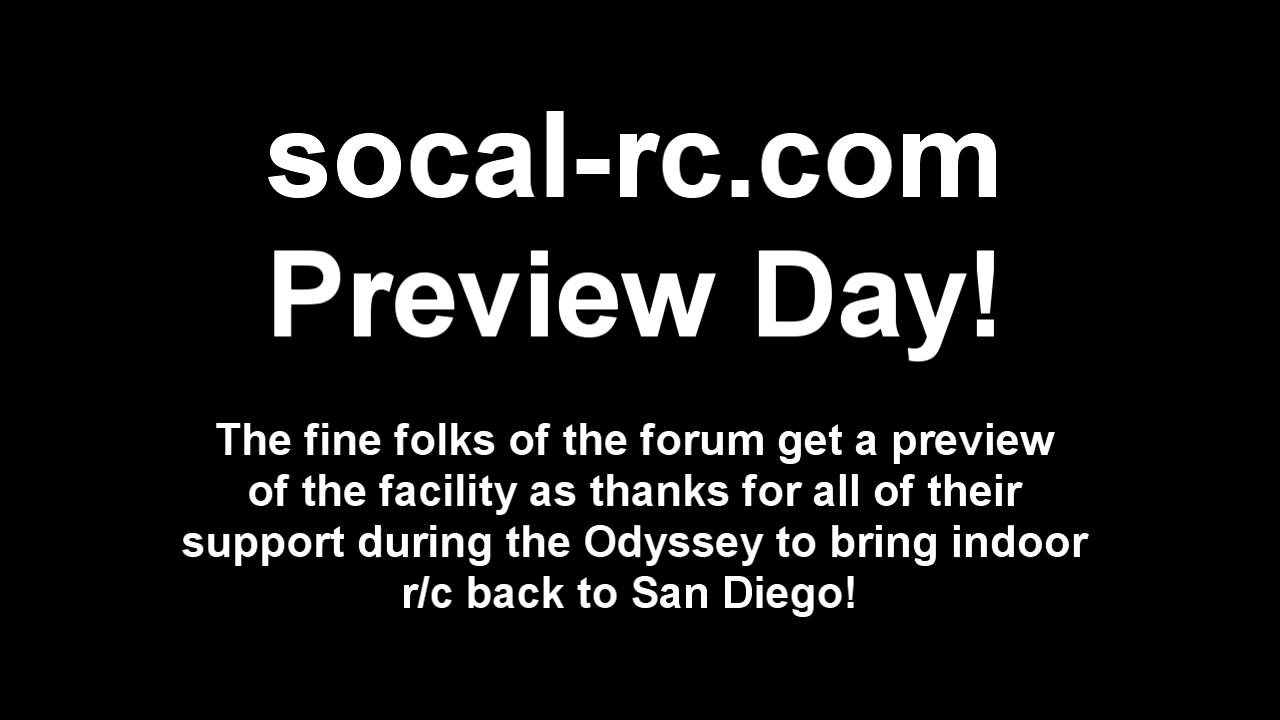 socal-rc.com
Preview Day!
The fine folks of the forum get a preview
of the facility as thanks for all of their
support during the Odyssey to bring indoor
r/c back to San Diego!